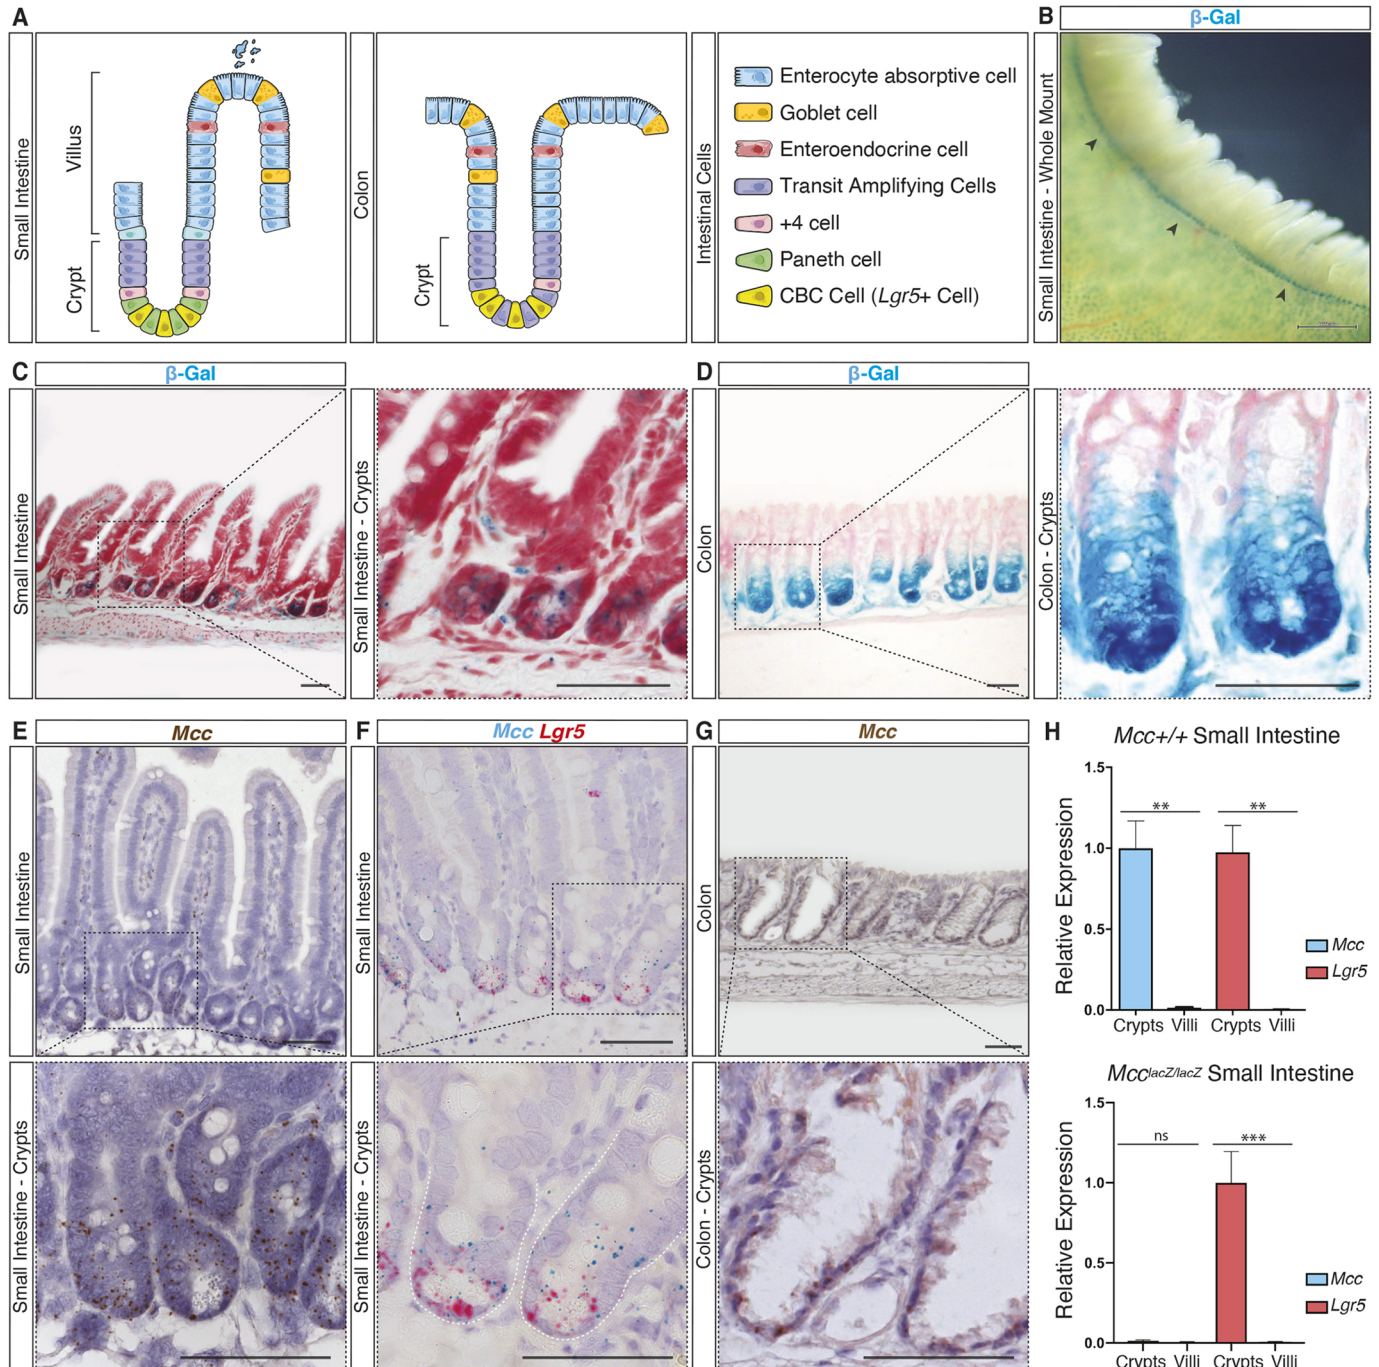 A
Small Intestine
Villus
Crypt
Colon
Crypt
Intestinal Cells
Enterocyte absorptive cell
Goblet cell
Enteroendocrine cell
Transit Amplifying Cells
+4 cell
Paneth cell
CBC Cell (Lgr5+ Cell)
B
β-Gal
Small Intestine - Whole Mount
C
β-Gal
Small Intestine
Small Intestine - Crypts
D
β-Gal
Colon
Colon - Crypts
E
Mcc
Small Intestine
Small Intestine - Crypts
F
Mcc Lgr5
Small Intestine
Small Intestine - Crypts
G
Mcc
Colon
Colon - Crypts
H
Mcc+/+ Small Intestine
Relative Expression
1.5
1.0
0.5
0.0
**
**
Crypts Villi Crypts Villi
Mcc
Lgr5
McclacZ/lacZ Small Intestine
Relative Expression
1.5
1.0
0.5
0.0
ns
***
Crypts Villi Crypts Villi
Mcc
Lgr5